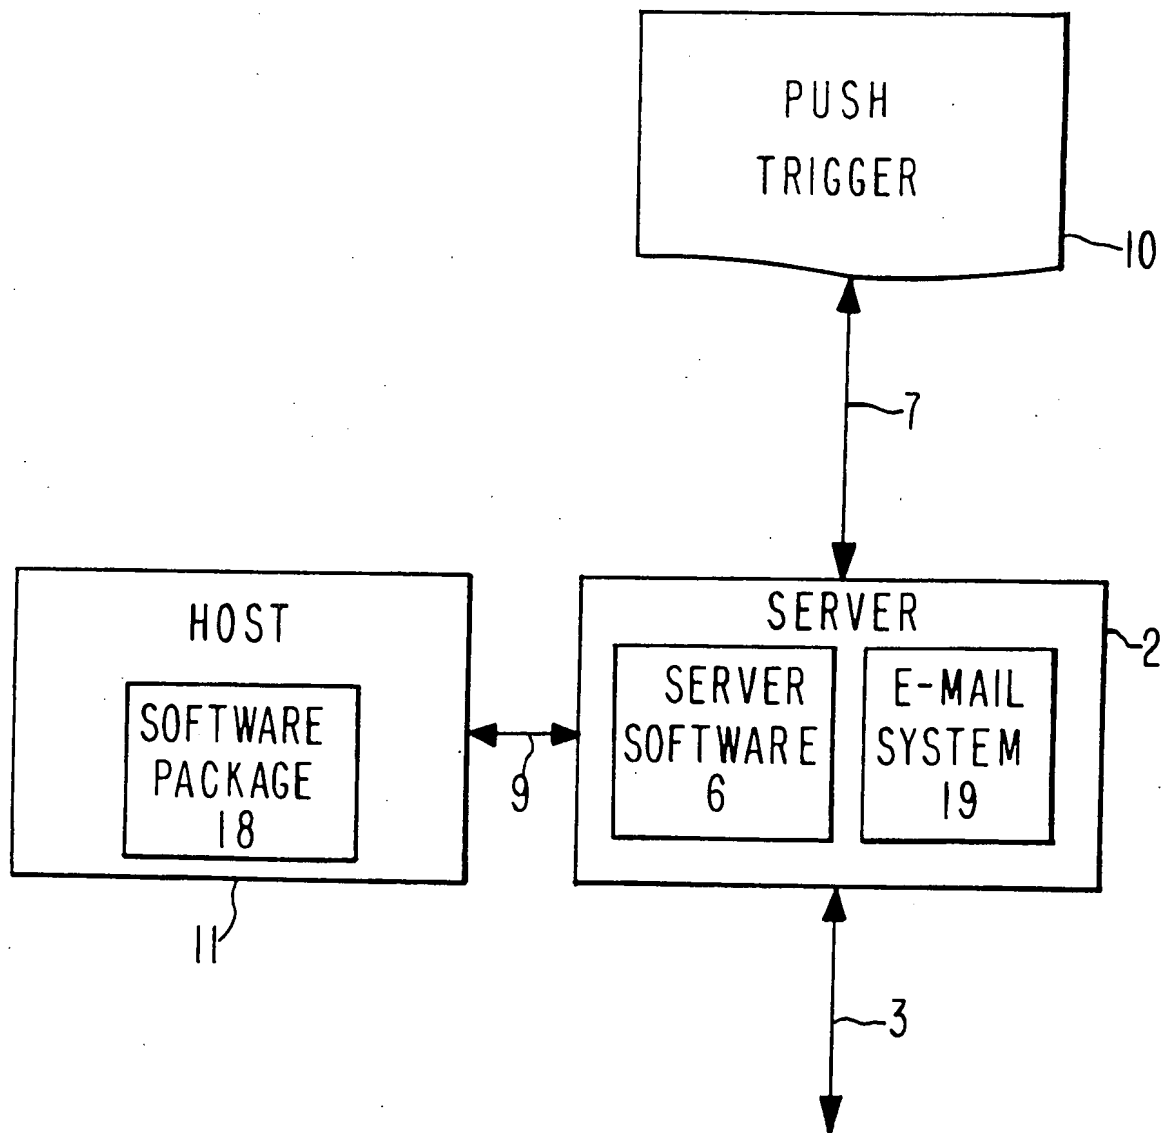 PUSH
TRIGGER
10
7
HOST
SOFTWARE
PACKAGE
18
11
9
SERVER
2
SERVER
SOFTWARE
6
E-MAIL
SYSTEM
19
3